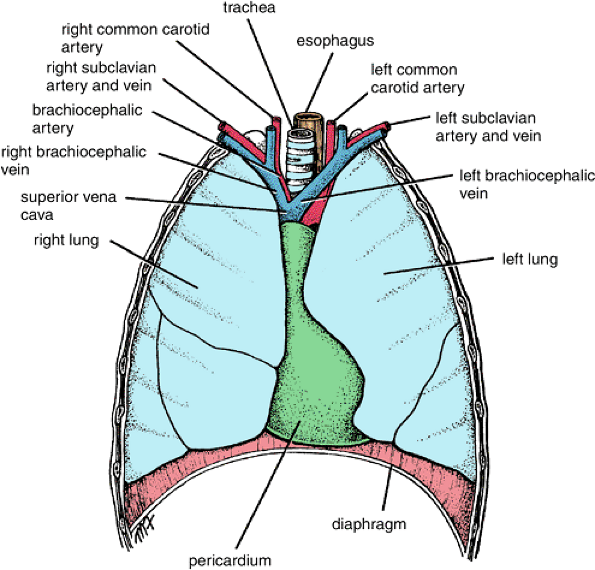 trachea
right common carotid
artery
esophagus
right subclavian
artery and vein
left common
carotid artery
brachiocephalic
artery
left subclavian
artery and vein
right brachiocephalic
vein
left brachiocephalic
vein
superior vena
cava
right lung
left lung
diaphragm
pericardium